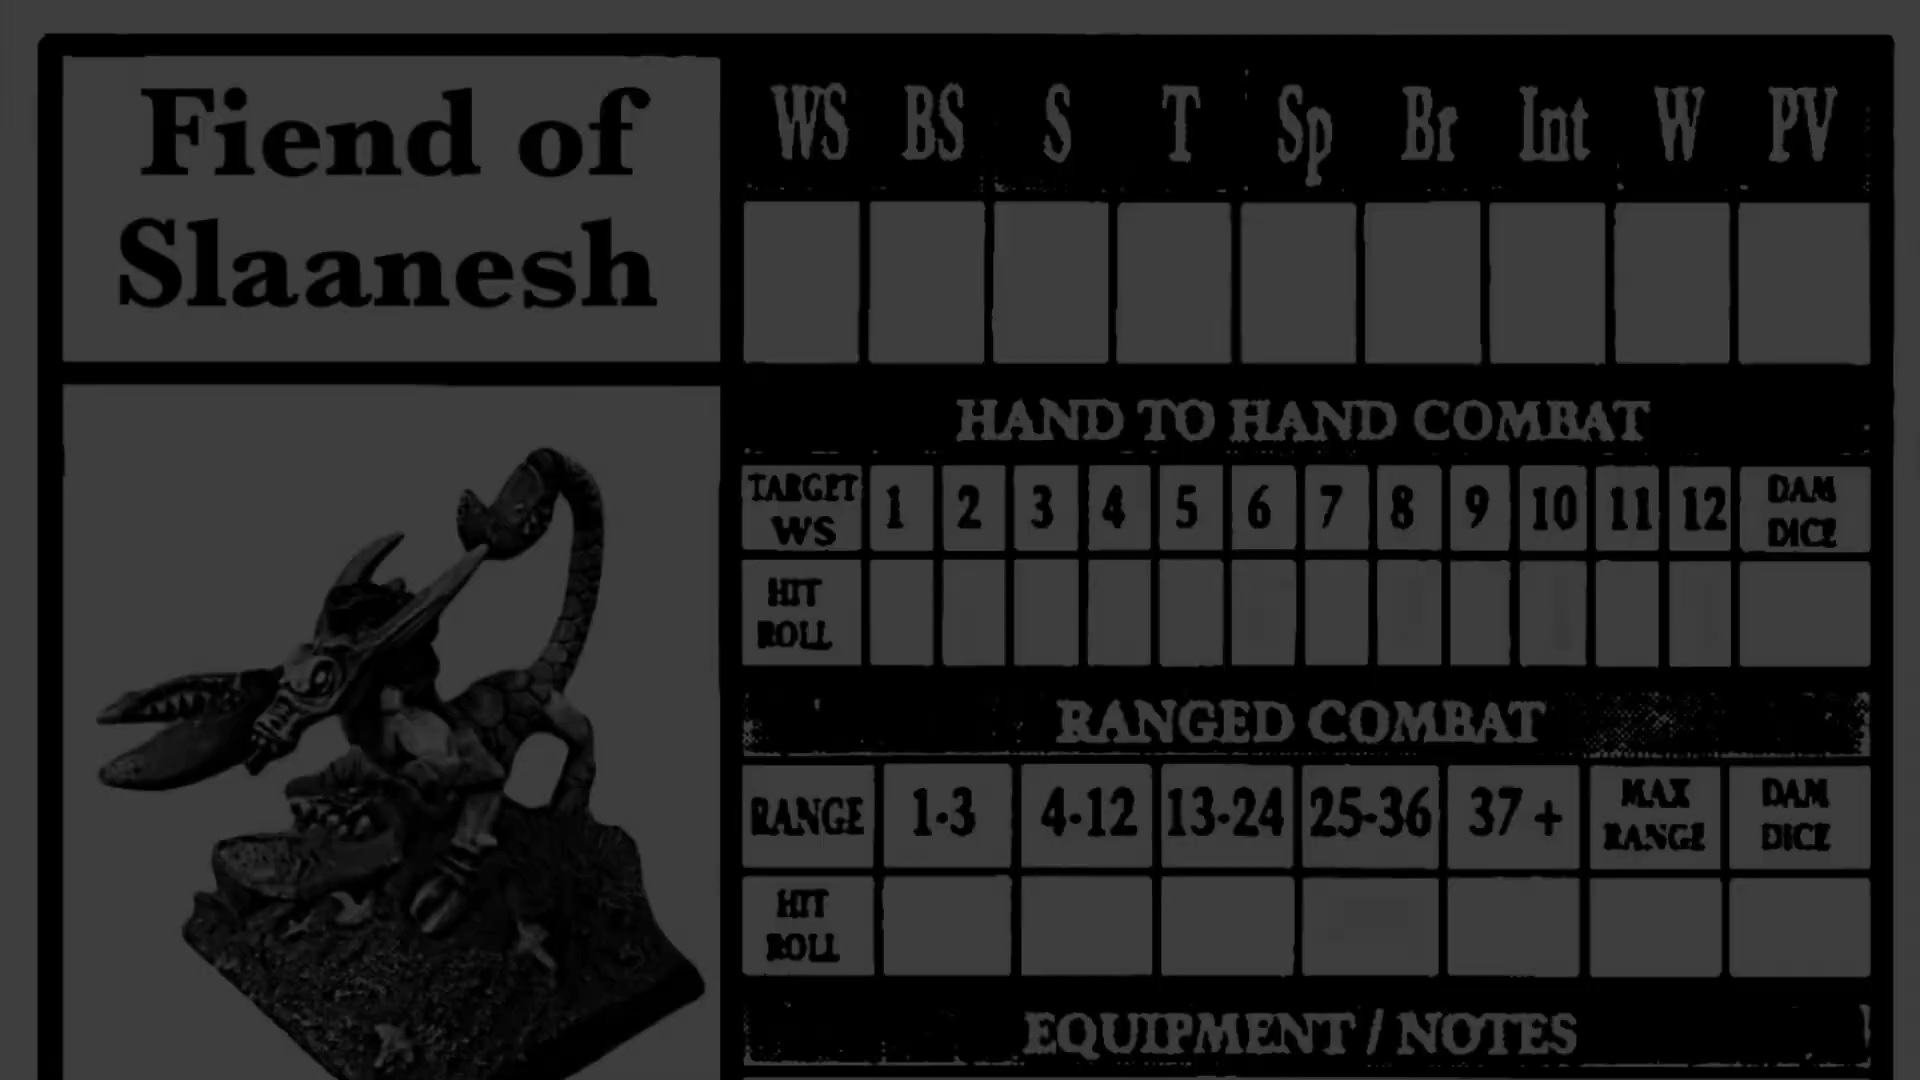 Fiend of
Slaanesh
WS BS S T Sp Br Int W PV
HAND TO HAND COMBAT
TARGET WS 1 2 3 4 5 6 7 8 9 10 11 12 DAM DICE
HIT ROLL
RANGED COMBAT
RANGE 1-3 4-12 13-24 25-36 37 + MAX RANGE DAM DICE
HIT ROLL
EQUIPMENT / NOTES